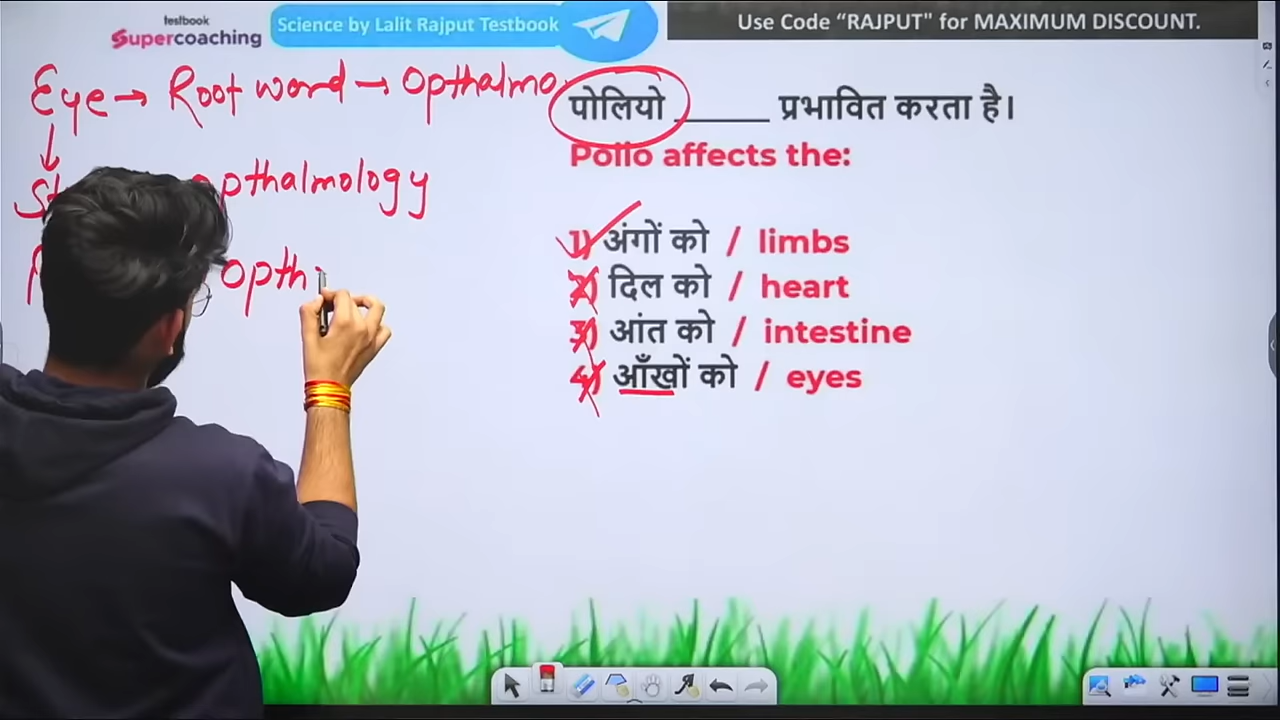 testbook
Supercoaching
Science by Lalit Rajput Testbook
Use Code “RAJPUT" for MAXIMUM DISCOUNT.
Eye → Root word → Opthalmo
पोलियो ______ प्रभावित करता है।
Polio affects the:
opthalmology
Opth
1) अंगों को / limbs
2) दिल को / heart
3) आंत को / intestine
4) आँखों को / eyes